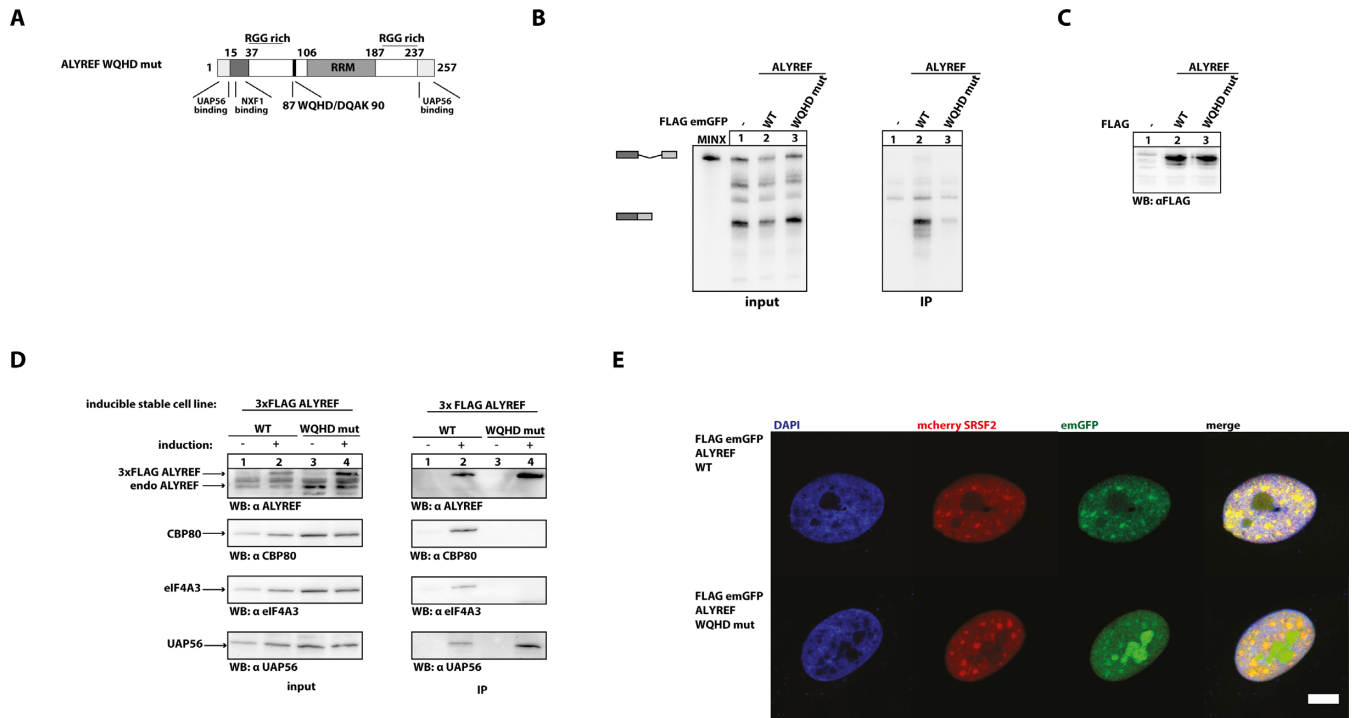 A
RGG rich RGG rich
15 37 106 187 237
ALYREF WQHD mut 1 RRM 257
UAP56 binding NXF1 binding 87 WQHD/DQAK 90 UAP56 binding
B
ALYREF ALYREF
FLAG emGFP - WT WQHD mut - WT WQHD mut
MINX 1 2 3 1 2 3
input IP
C
ALYREF
FLAG - WT WQHD mut
1 2 3
WB: αFLAG
D
inducible stable cell line: 3xFLAG ALYREF 3x FLAG ALYREF
WT WQHD mut WT WQHD mut
induction: - + - + - + - +
1 2 3 4 1 2 3 4
3xFLAG ALYREF
endo ALYREF
WB: α ALYREF WB: α ALYREF
CBP80
WB: α CBP80 WB: α CBP80
eIF4A3
WB: α eIF4A3 WB: α eIF4A3
UAP56
WB: α UAP56 WB: α UAP56
input IP
E
DAPI mcherry SRSF2 emGFP merge
FLAG emGFP
ALYREF
WT
FLAG emGFP
ALYREF
WQHD mut